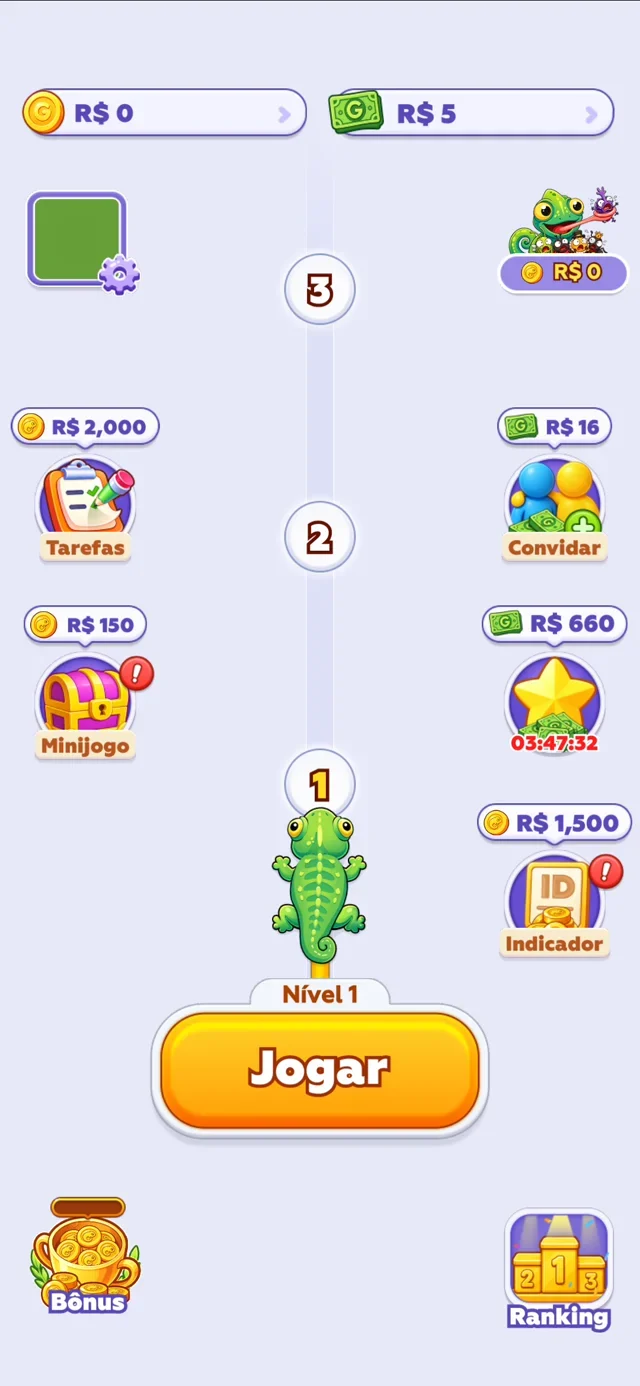 R$ 0
R$ 5
R$ 0
3
R$ 2,000
R$ 16
Tarefas
2
Convidar
R$ 150
R$ 660
Minijogo
03:47:32
1
R$ 1,500
ID
Indicador
Nível 1
Jogar
Bônus
2 1 3
Ranking